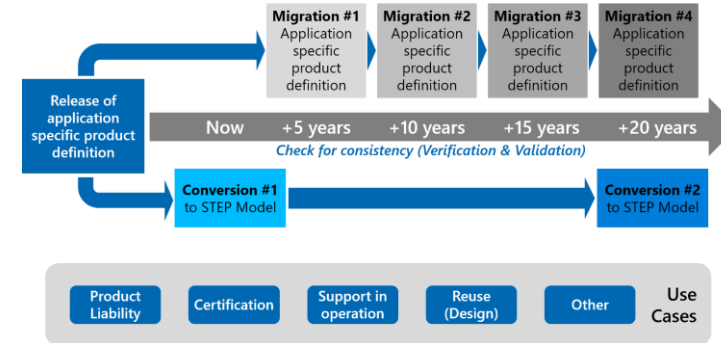 Migration #1
Application
specific
product
definition
Migration #2
Application
specific
product
definition
Migration #3
Application
specific
product
definition
Migration #4
Application
specific
product
definition
Release of
application
specific product
definition
Now
+5 years
+10 years
+15 years
+20 years
Check for consistency (Verification & Validation)
Conversion #1
to STEP Model
Conversion #2
to STEP Model
Product
Liability
Certification
Support in
operation
Reuse
(Design)
Other
Use
Cases